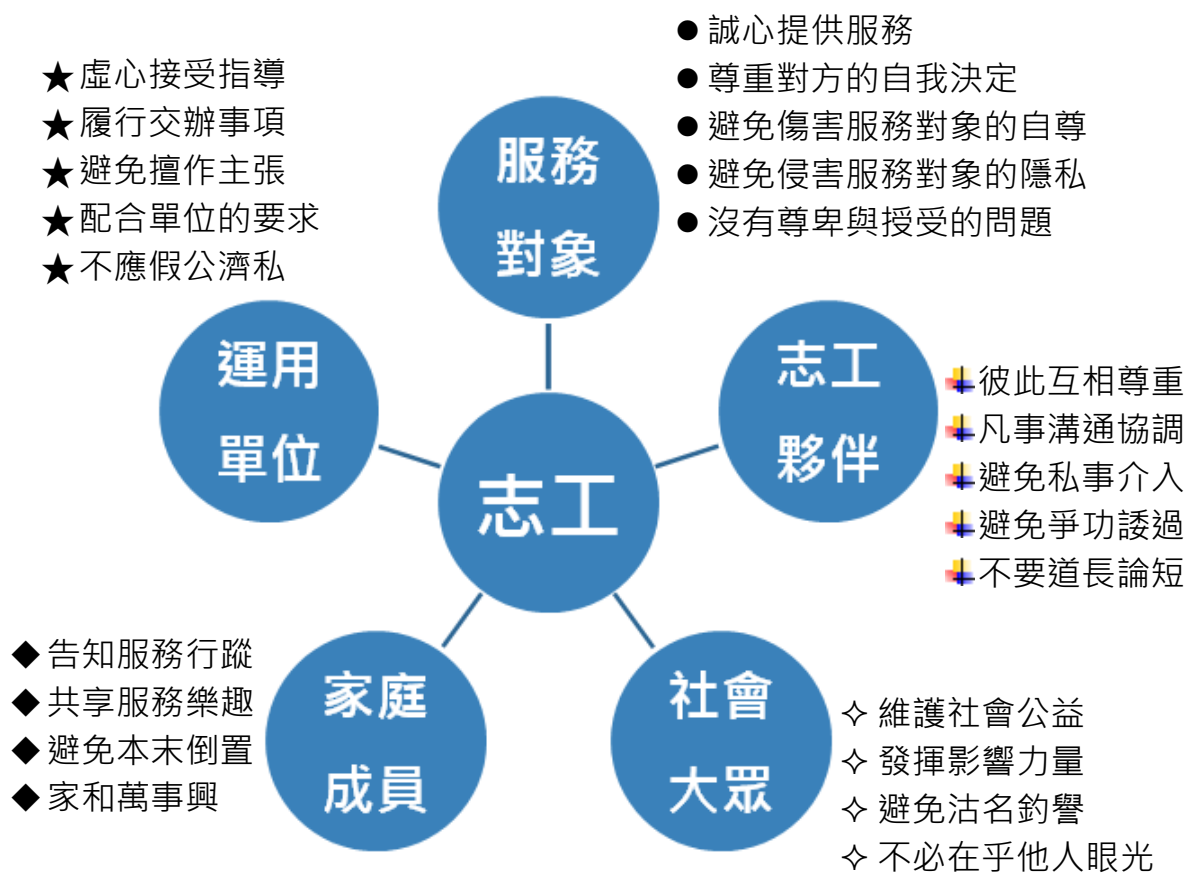 誠心提供服務
尊重對方的自我決定
避免傷害服務對象的自尊
避免侵害服務對象的隱私
沒有尊卑與授受的問題
虛心接受指導
履行交辦事項
避免擅作主張
配合單位的要求
不應假公濟私
服務
對象
運用
單位
志工
夥伴
彼此互相尊重
凡事溝通協調
避免私事介入
避免爭功諉過
不要道長論短
志工
告知服務行蹤
共享服務樂趣
避免本末倒置
家和萬事興
家庭
成員
社會
大眾
維護社會公益
發揮影響力量
避免沽名釣譽
不必在乎他人眼光